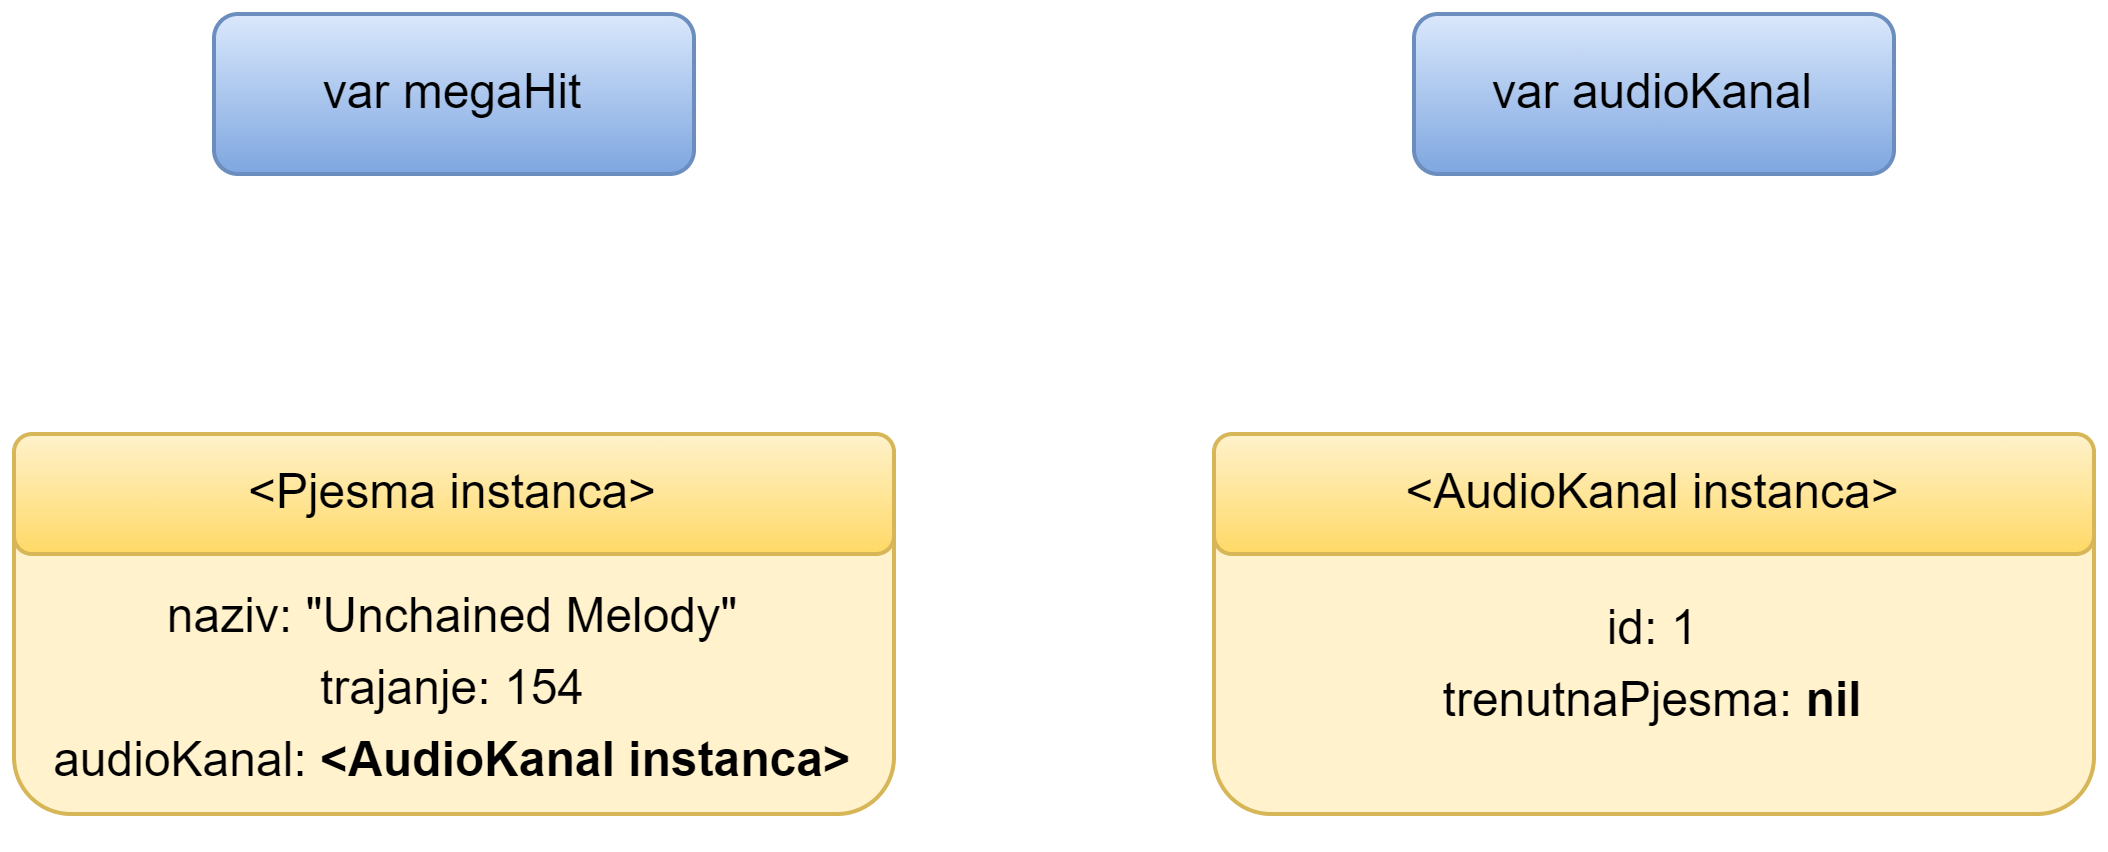 var megaHit
var audioKanal
<Pjesma instanca>
naziv: "Unchained Melody"
trajanje: 154
audioKanal: <AudioKanal instanca>
<AudioKanal instanca>
id: 1
trenutnaPjesma: nil